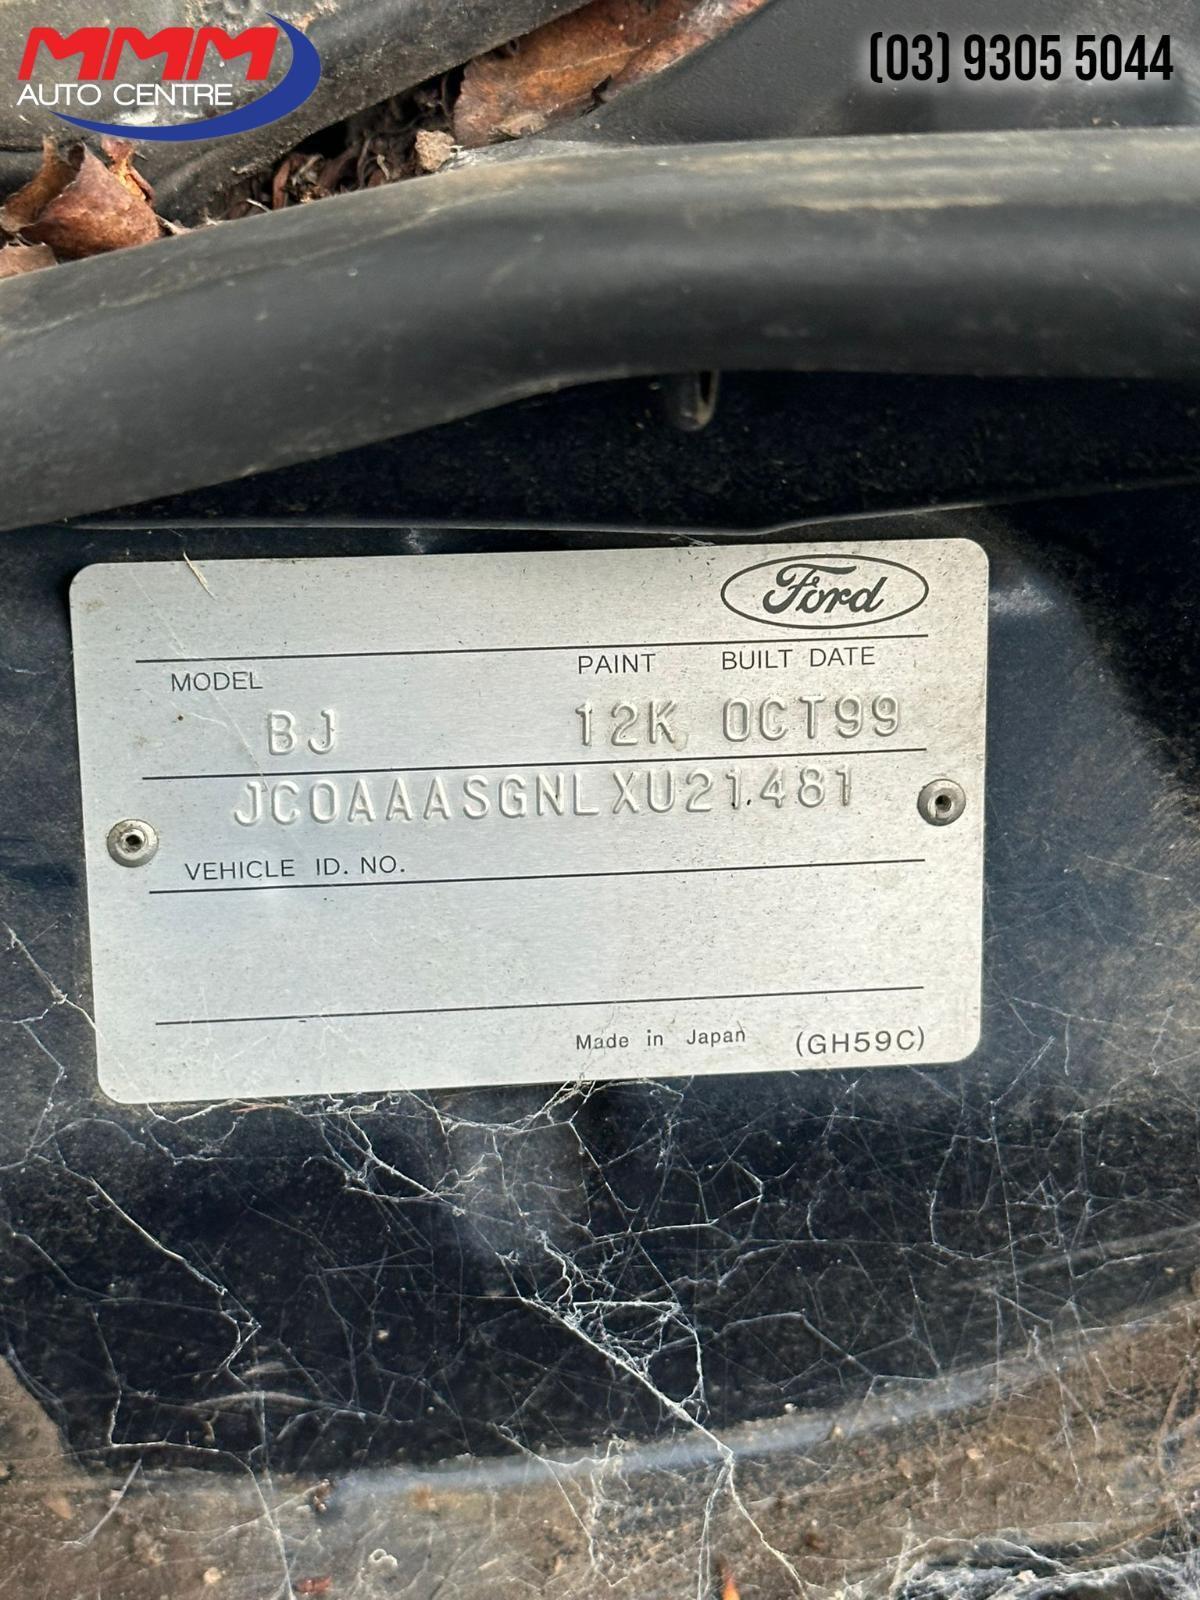 MMM
AUTO CENTRE
(03) 9305 5044
Ford
MODEL PAINT BUILT DATE
BJ 12K OCT99
JC0AAASGNLXU21481
VEHICLE ID. NO.
Made in Japan (GH59C)